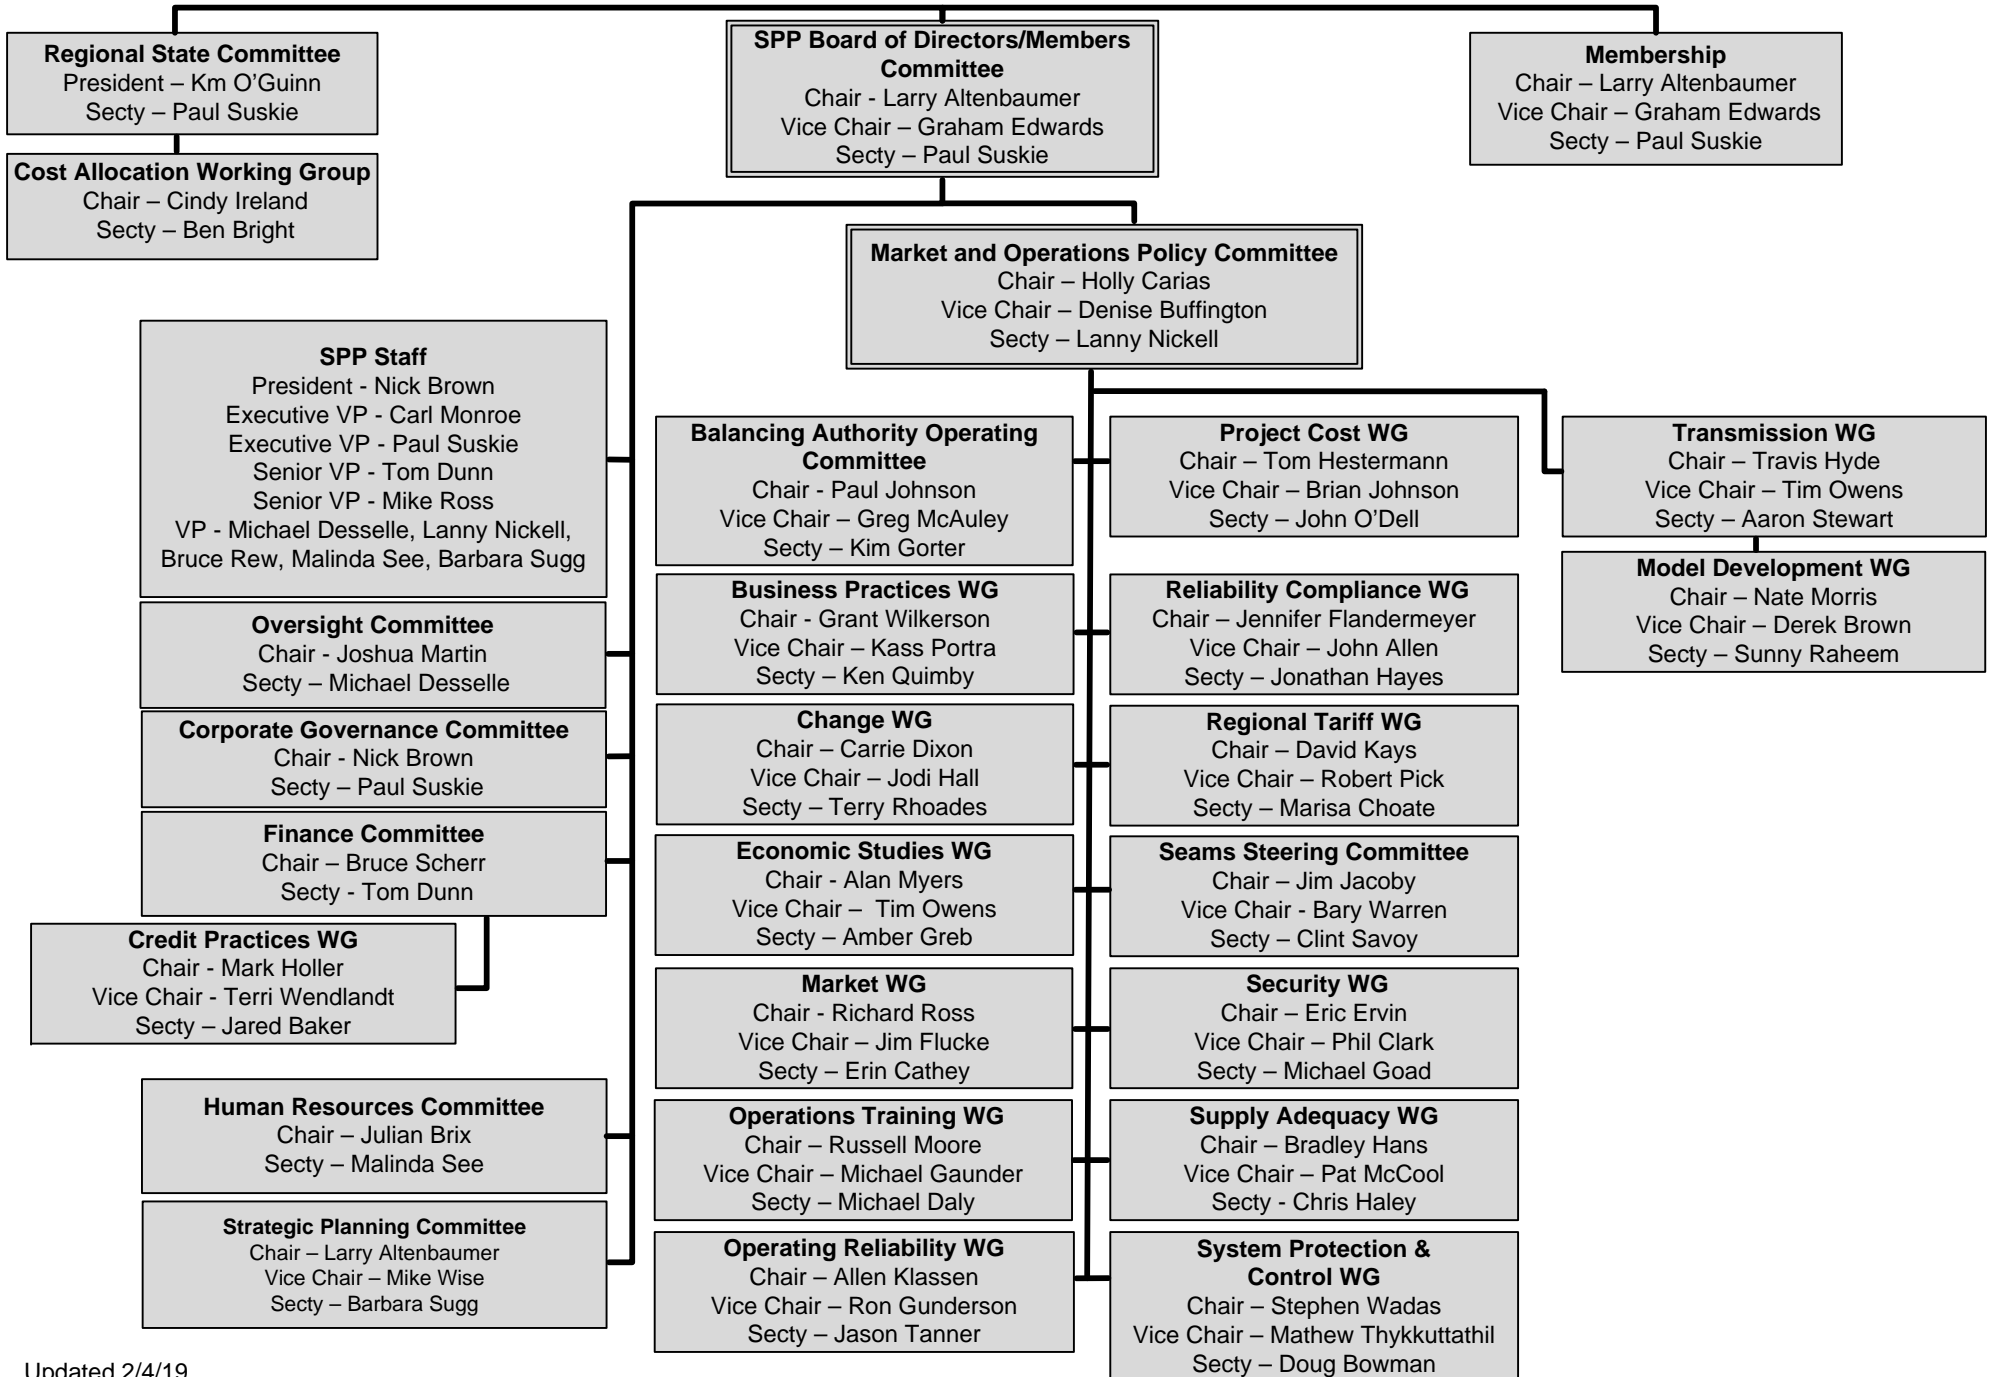 Regional State Committee
President – Km O’Guinn
Secty – Paul Suskie
Cost Allocation Working Group
Chair – Cindy Ireland
Secty – Ben Bright
SPP Board of Directors/Members
Committee
Chair - Larry Altenbaumer
Vice Chair – Graham Edwards
Secty – Paul Suskie
Membership
Chair – Larry Altenbaumer
Vice Chair – Graham Edwards
Secty – Paul Suskie
Market and Operations Policy Committee
Chair – Holly Carias
Vice Chair – Denise Buffington
Secty – Lanny Nickell
SPP Staff
President - Nick Brown
Executive VP - Carl Monroe
Executive VP - Paul Suskie
Senior VP - Tom Dunn
Senior VP - Mike Ross
VP - Michael Desselle, Lanny Nickell,
Bruce Rew, Malinda See, Barbara Sugg
Oversight Committee
Chair - Joshua Martin
Secty – Michael Desselle
Corporate Governance Committee
Chair - Nick Brown
Secty – Paul Suskie
Finance Committee
Chair – Bruce Scherr
Secty - Tom Dunn
Credit Practices WG
Chair - Mark Holler
Vice Chair - Terri Wendlandt
Secty – Jared Baker
Human Resources Committee
Chair – Julian Brix
Secty – Malinda See
Strategic Planning Committee
Chair – Larry Altenbaumer
Vice Chair – Mike Wise
Secty – Barbara Sugg
Balancing Authority Operating
Committee
Chair - Paul Johnson
Vice Chair – Greg McAuley
Secty – Kim Gorter
Business Practices WG
Chair - Grant Wilkerson
Vice Chair – Kass Portra
Secty – Ken Quimby
Change WG
Chair – Carrie Dixon
Vice Chair – Jodi Hall
Secty – Terry Rhoades
Economic Studies WG
Chair - Alan Myers
Vice Chair – Tim Owens
Secty – Amber Greb
Market WG
Chair - Richard Ross
Vice Chair – Jim Flucke
Secty – Erin Cathey
Operations Training WG
Chair – Russell Moore
Vice Chair – Michael Gaunder
Secty – Michael Daly
Operating Reliability WG
Chair – Allen Klassen
Vice Chair – Ron Gunderson
Secty – Jason Tanner
Project Cost WG
Chair – Tom Hestermann
Vice Chair – Brian Johnson
Secty – John O’Dell
Reliability Compliance WG
Chair – Jennifer Flandermeyer
Vice Chair – John Allen
Secty – Jonathan Hayes
Regional Tariff WG
Chair – David Kays
Vice Chair – Robert Pick
Secty – Marisa Choate
Seams Steering Committee
Chair – Jim Jacoby
Vice Chair - Bary Warren
Secty – Clint Savoy
Security WG
Chair – Eric Ervin
Vice Chair – Phil Clark
Secty – Michael Goad
Supply Adequacy WG
Chair – Bradley Hans
Vice Chair – Pat McCool
Secty - Chris Haley
System Protection &
Control WG
Chair – Stephen Wadas
Vice Chair – Mathew Thykkuttathil
Secty – Doug Bowman
Transmission WG
Chair – Travis Hyde
Vice Chair – Tim Owens
Secty – Aaron Stewart
Model Development WG
Chair – Nate Morris
Vice Chair – Derek Brown
Secty – Sunny Raheem
Updated 2/4/19